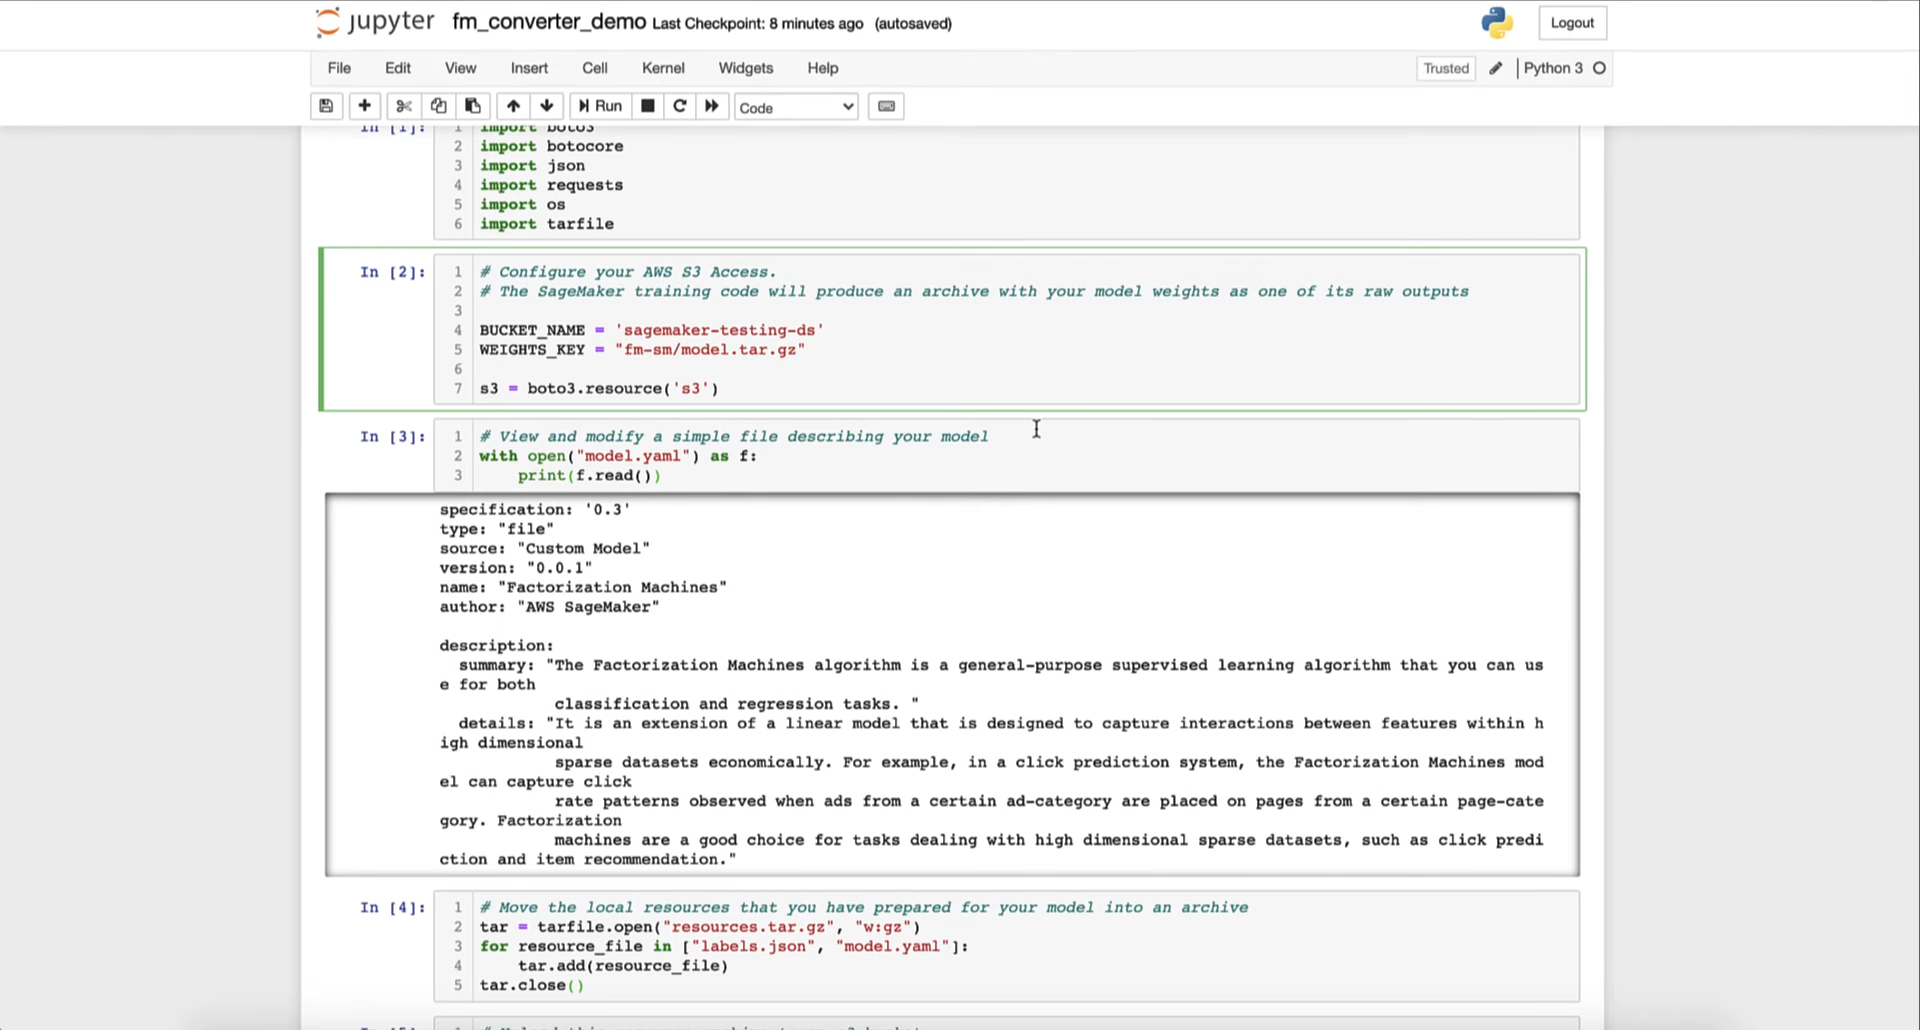 jupyter fm_converter_demo Last Checkpoint: 8 minutes ago (autosaved) Logout
File Edit View Insert Cell Kernel Widgets Help Trusted Python 3
Run Code
In [1]: 1 import boto3
2 import botocore
3 import json
4 import requests
5 import os
6 import tarfile
In [2]: 1 # Configure your AWS S3 Access.
2 # The SageMaker training code will produce an archive with your model weights as one of its raw outputs
3
4 BUCKET_NAME = 'sagemaker-testing-ds'
5 WEIGHTS_KEY = "fm-sm/model.tar.gz"
6
7 s3 = boto3.resource('s3')
In [3]: 1 # View and modify a simple file describing your model
2 with open("model.yaml") as f:
3     print(f.read())
specification: '0.3'
type: "file"
source: "Custom Model"
version: "0.0.1"
name: "Factorization Machines"
author: "AWS SageMaker"
description:
  summary: "The Factorization Machines algorithm is a general-purpose supervised learning algorithm that you can us
e for both
            classification and regression tasks. "
  details: "It is an extension of a linear model that is designed to capture interactions between features within h
igh dimensional
            sparse datasets economically. For example, in a click prediction system, the Factorization Machines mod
el can capture click
            rate patterns observed when ads from a certain ad-category are placed on pages from a certain page-cate
gory. Factorization
            machines are a good choice for tasks dealing with high dimensional sparse datasets, such as click predi
ction and item recommendation."
In [4]: 1 # Move the local resources that you have prepared for your model into an archive
2 tar = tarfile.open("resources.tar.gz", "w:gz")
3 for resource_file in ["labels.json", "model.yaml"]:
4     tar.add(resource_file)
5 tar.close()